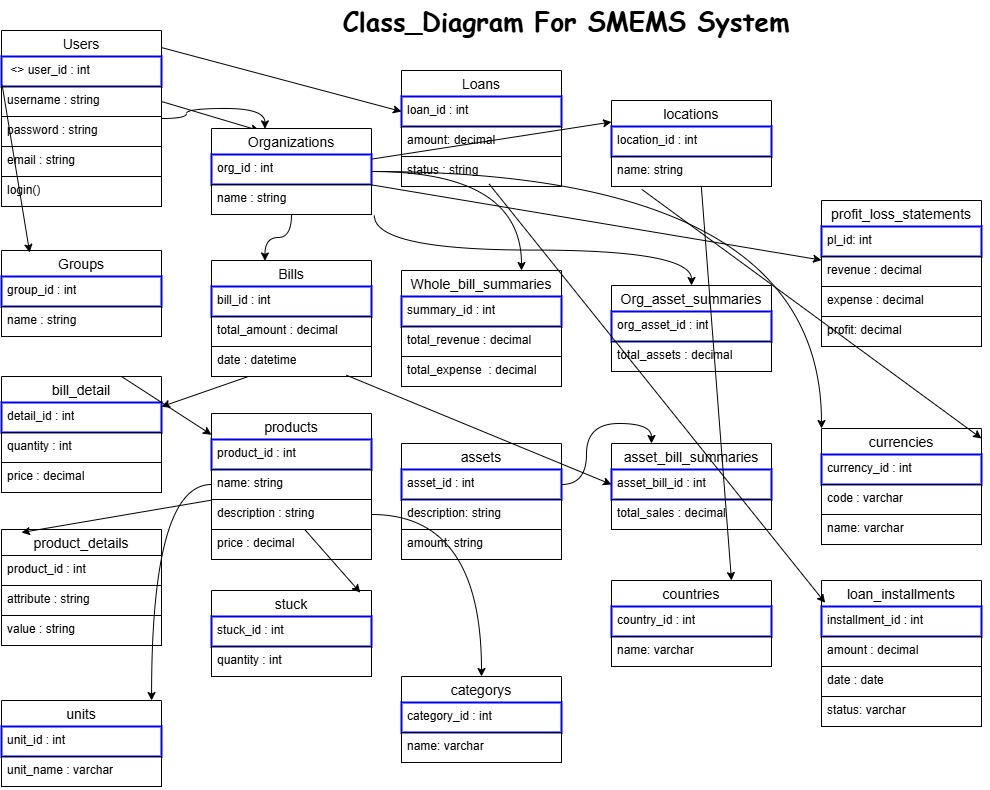 Class_Diagram For SMEMS System
Users
<> user_id : int
username : string
password : string
email : string
login()
Groups
group_id : int
name : string
Organizations
org_id : int
name : string
Loans
loan_id : int
amount: decimal
status : string
locations
location_id : int
name: string
profit_loss_statements
pl_id: int
revenue : decimal
expense : decimal
profit: decimal
Bills
bill_id : int
total_amount : decimal
date : datetime
Whole_bill_summaries
summary_id : int
total_revenue : decimal
total_expense  : decimal
Org_asset_summaries
org_asset_id : int
total_assets : decimal
bill_detail
detail_id : int
quantity : int
price : decimal
products
product_id : int
name: string
description : string
price : decimal
assets
asset_id : int
description: string
amount: string
asset_bill_summaries
asset_bill_id : int
total_sales : decimal
currencies
currency_id : int
code : varchar
name: varchar
product_details
product_id : int
attribute : string
value : string
stuck
stuck_id : int
quantity : int
countries
country_id : int
name: varchar
loan_installments
installment_id : int
amount : decimal
date : date
status: varchar
units
unit_id : int
unit_name : varchar
categorys
category_id : int
name: varchar